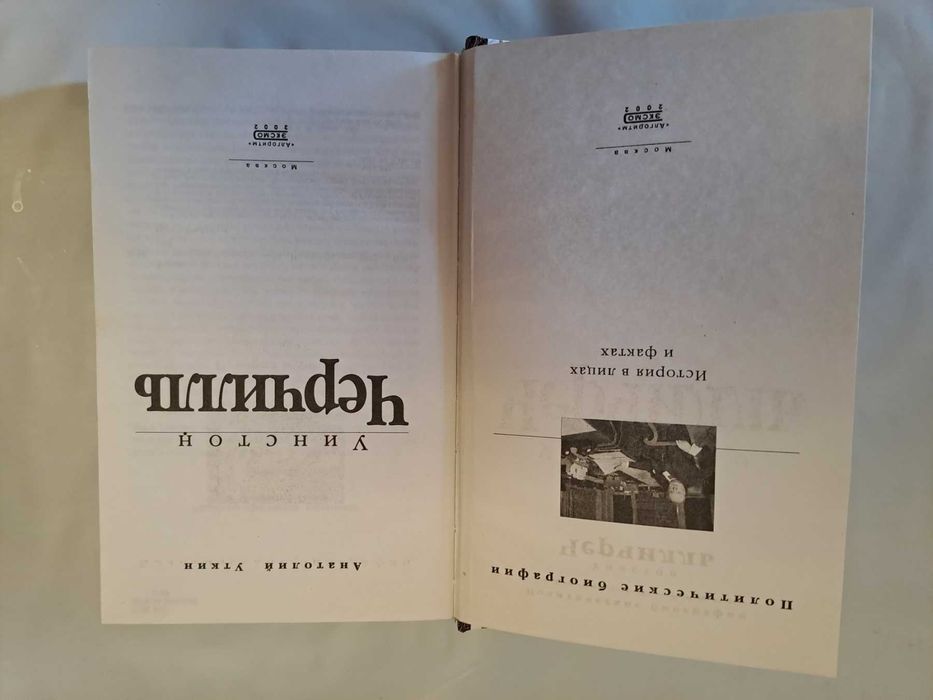 Политические биографии
История в лицах
и фактах
Москва
«Алгоритм»
ЭКСМО
2002
Анатолий Уткин
Уинстон
Черчилль
Москва
«Алгоритм»
ЭКСМО
2002